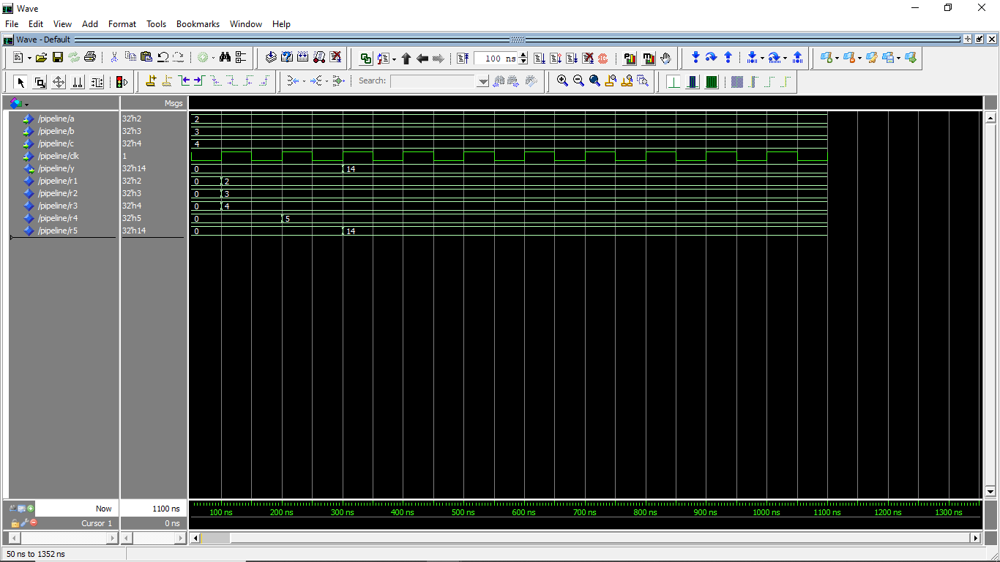 Wave
File Edit View Add Format Tools Bookmarks Window Help
Wave - Default
100 ns
Search:
Msgs
/pipeline/a 32'h2 2
/pipeline/b 32'h3 3
/pipeline/c 32'h4 4
/pipeline/clk 1
/pipeline/y 32'h14 0 14
/pipeline/r1 32'h2 0 2
/pipeline/r2 32'h3 0 3
/pipeline/r3 32'h4 0 4
/pipeline/r4 32'h5 0 5
/pipeline/r5 32'h14 0 14
Now 1100 ns
100 ns 200 ns 300 ns 400 ns 500 ns 600 ns 700 ns 800 ns 900 ns 1000 ns 1100 ns 1200 ns 1300 ns
Cursor 1 0 ns
50 ns to 1352 ns